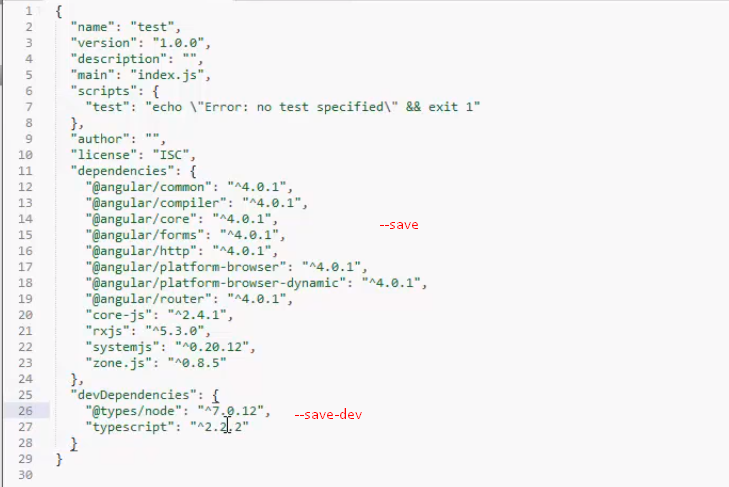 1 {
2 "name": "test",
3 "version": "1.0.0",
4 "description": "",
5 "main": "index.js",
6 "scripts": {
7 "test": "echo \"Error: no test specified\" && exit 1"
8 },
9 "author": "",
10 "license": "ISC",
11 "dependencies": {
12 "@angular/common": "^4.0.1",
13 "@angular/compiler": "^4.0.1",
14 "@angular/core": "^4.0.1", --save
15 "@angular/forms": "^4.0.1",
16 "@angular/http": "^4.0.1",
17 "@angular/platform-browser": "^4.0.1",
18 "@angular/platform-browser-dynamic": "^4.0.1",
19 "@angular/router": "^4.0.1",
20 "core-js": "^2.4.1",
21 "rxjs": "^5.3.0",
22 "systemjs": "^0.20.12",
23 "zone.js": "^0.8.5"
24 },
25 "devDependencies": {
26 "@types/node": "^7.0.12", --save-dev
27 "typescript": "^2.2.2"
28 }
29 }
30